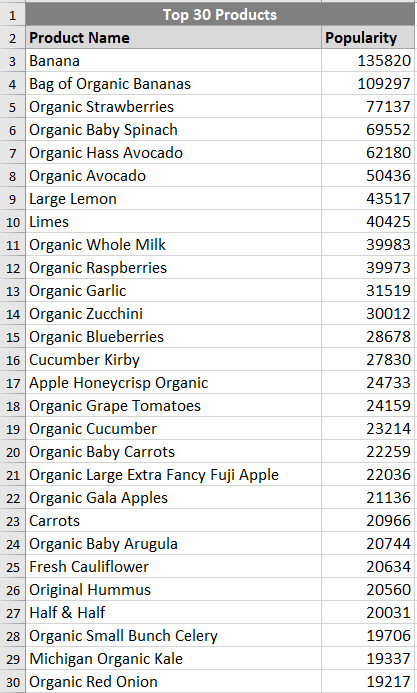 1 Top 30 Products
2 Product Name Popularity
3 Banana 135820
4 Bag of Organic Bananas 109297
5 Organic Strawberries 77137
6 Organic Baby Spinach 69552
7 Organic Hass Avocado 62180
8 Organic Avocado 50436
9 Large Lemon 43517
10 Limes 40425
11 Organic Whole Milk 39983
12 Organic Raspberries 39973
13 Organic Garlic 31519
14 Organic Zucchini 30012
15 Organic Blueberries 28678
16 Cucumber Kirby 27830
17 Apple Honeycrisp Organic 24733
18 Organic Grape Tomatoes 24159
19 Organic Cucumber 23214
20 Organic Baby Carrots 22259
21 Organic Large Extra Fancy Fuji Apple 22036
22 Organic Gala Apples 21136
23 Carrots 20966
24 Organic Baby Arugula 20744
25 Fresh Cauliflower 20634
26 Original Hummus 20560
27 Half & Half 20031
28 Organic Small Bunch Celery 19706
29 Michigan Organic Kale 19337
30 Organic Red Onion 19217